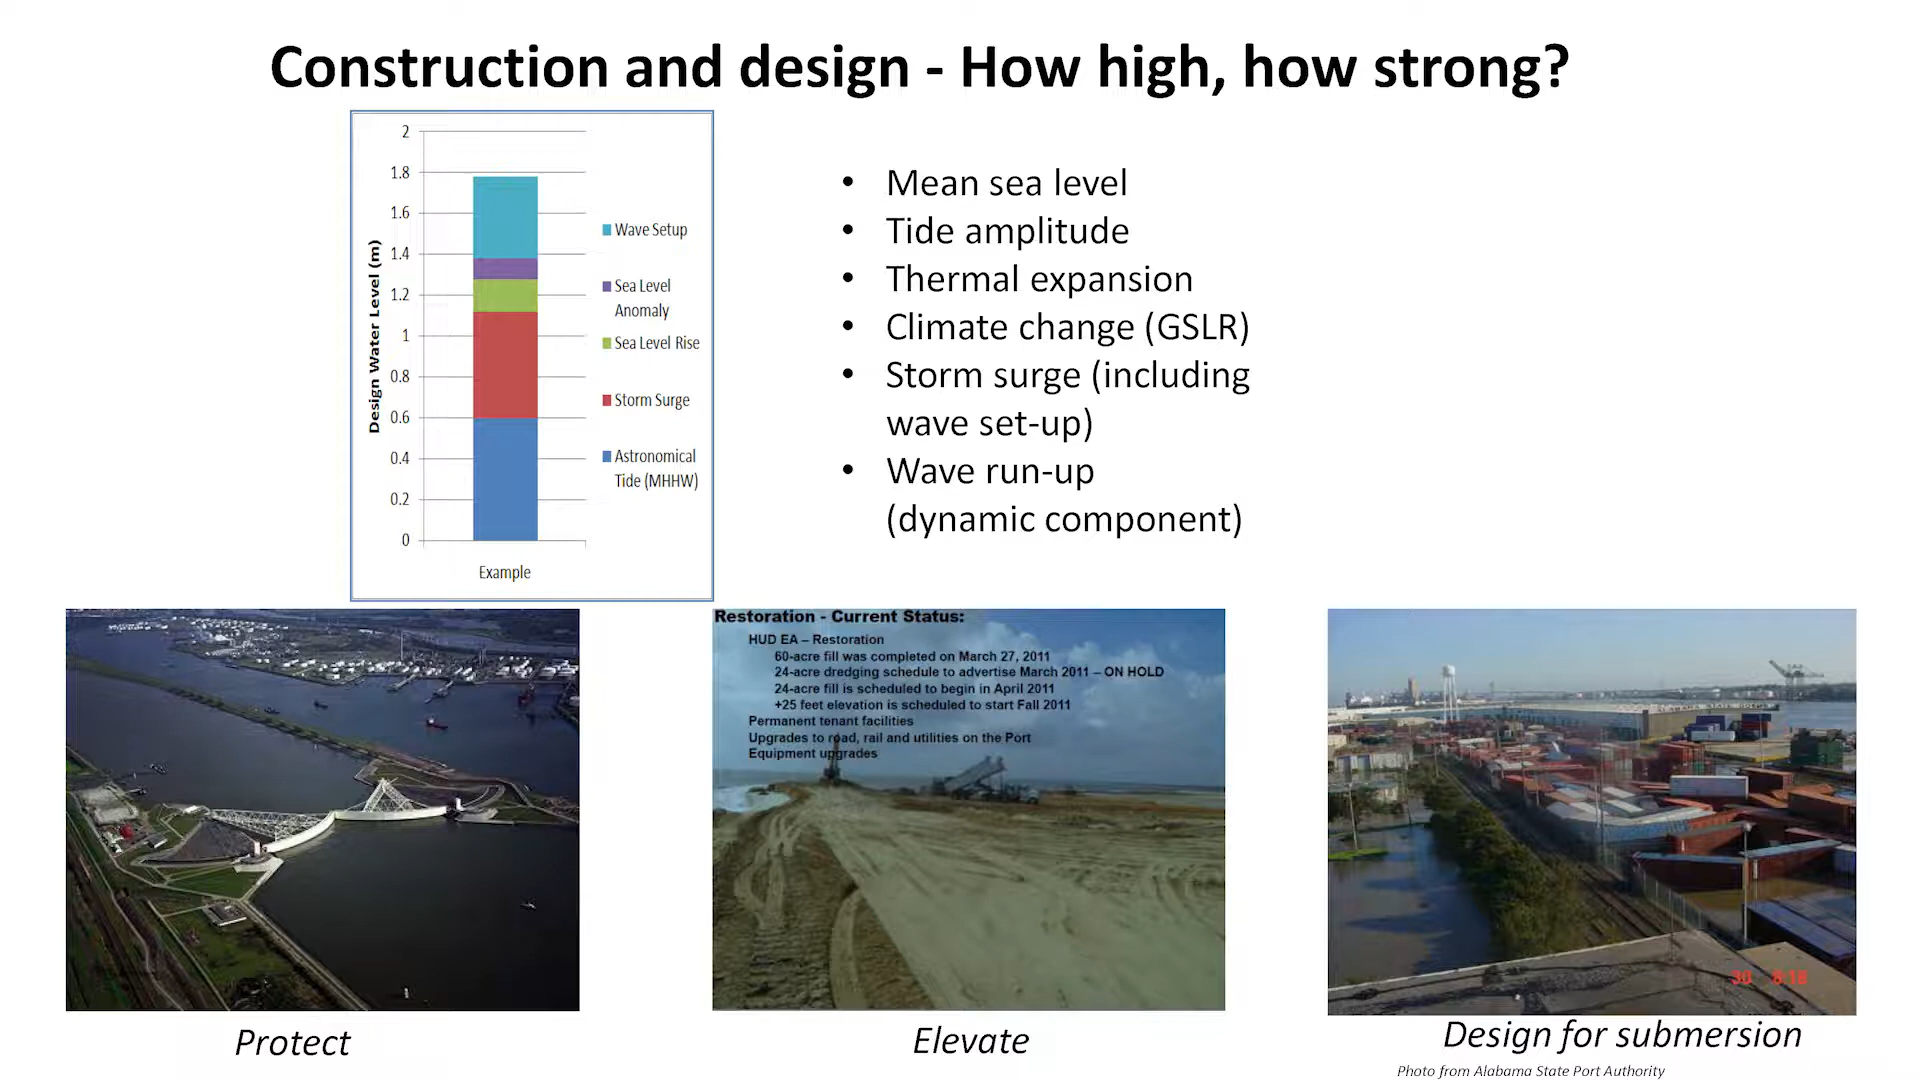 Construction and design - How high, how strong?
2
1.8
1.6
1.4
1.2
1
0.8
0.6
0.4
0.2
0
Design Water Level (m)
Example
Wave Setup
Sea Level
Anomaly
Sea Level Rise
Storm Surge
Astronomical
Tide (MHHW)
• Mean sea level
• Tide amplitude
• Thermal expansion
• Climate change (GSLR)
• Storm surge (including
wave set-up)
• Wave run-up
(dynamic component)
Restoration - Current Status:
HUD EA – Restoration
60-acre fill was completed on March 27, 2011
24-acre dredging schedule to advertise March 2011 – ON HOLD
24-acre fill is scheduled to begin in April 2011
+25 feet elevation is scheduled to start Fall 2011
Permanent tenant facilities
Upgrades to road, rail and utilities on the Port
Equipment upgrades
Protect
Elevate
Design for submersion
Photo from Alabama State Port Authority